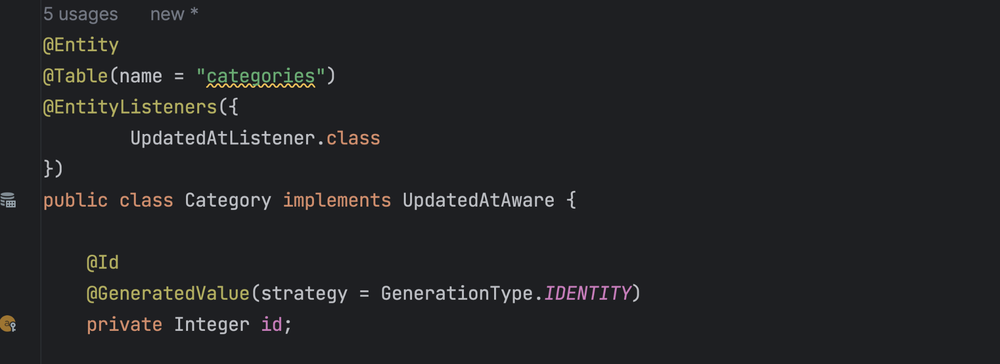 5 usages new *
@Entity
@Table(name = "categories")
@EntityListeners({
        UpdatedAtListener.class
})
public class Category implements UpdatedAtAware {
    @Id
    @GeneratedValue(strategy = GenerationType.IDENTITY)
    private Integer id;